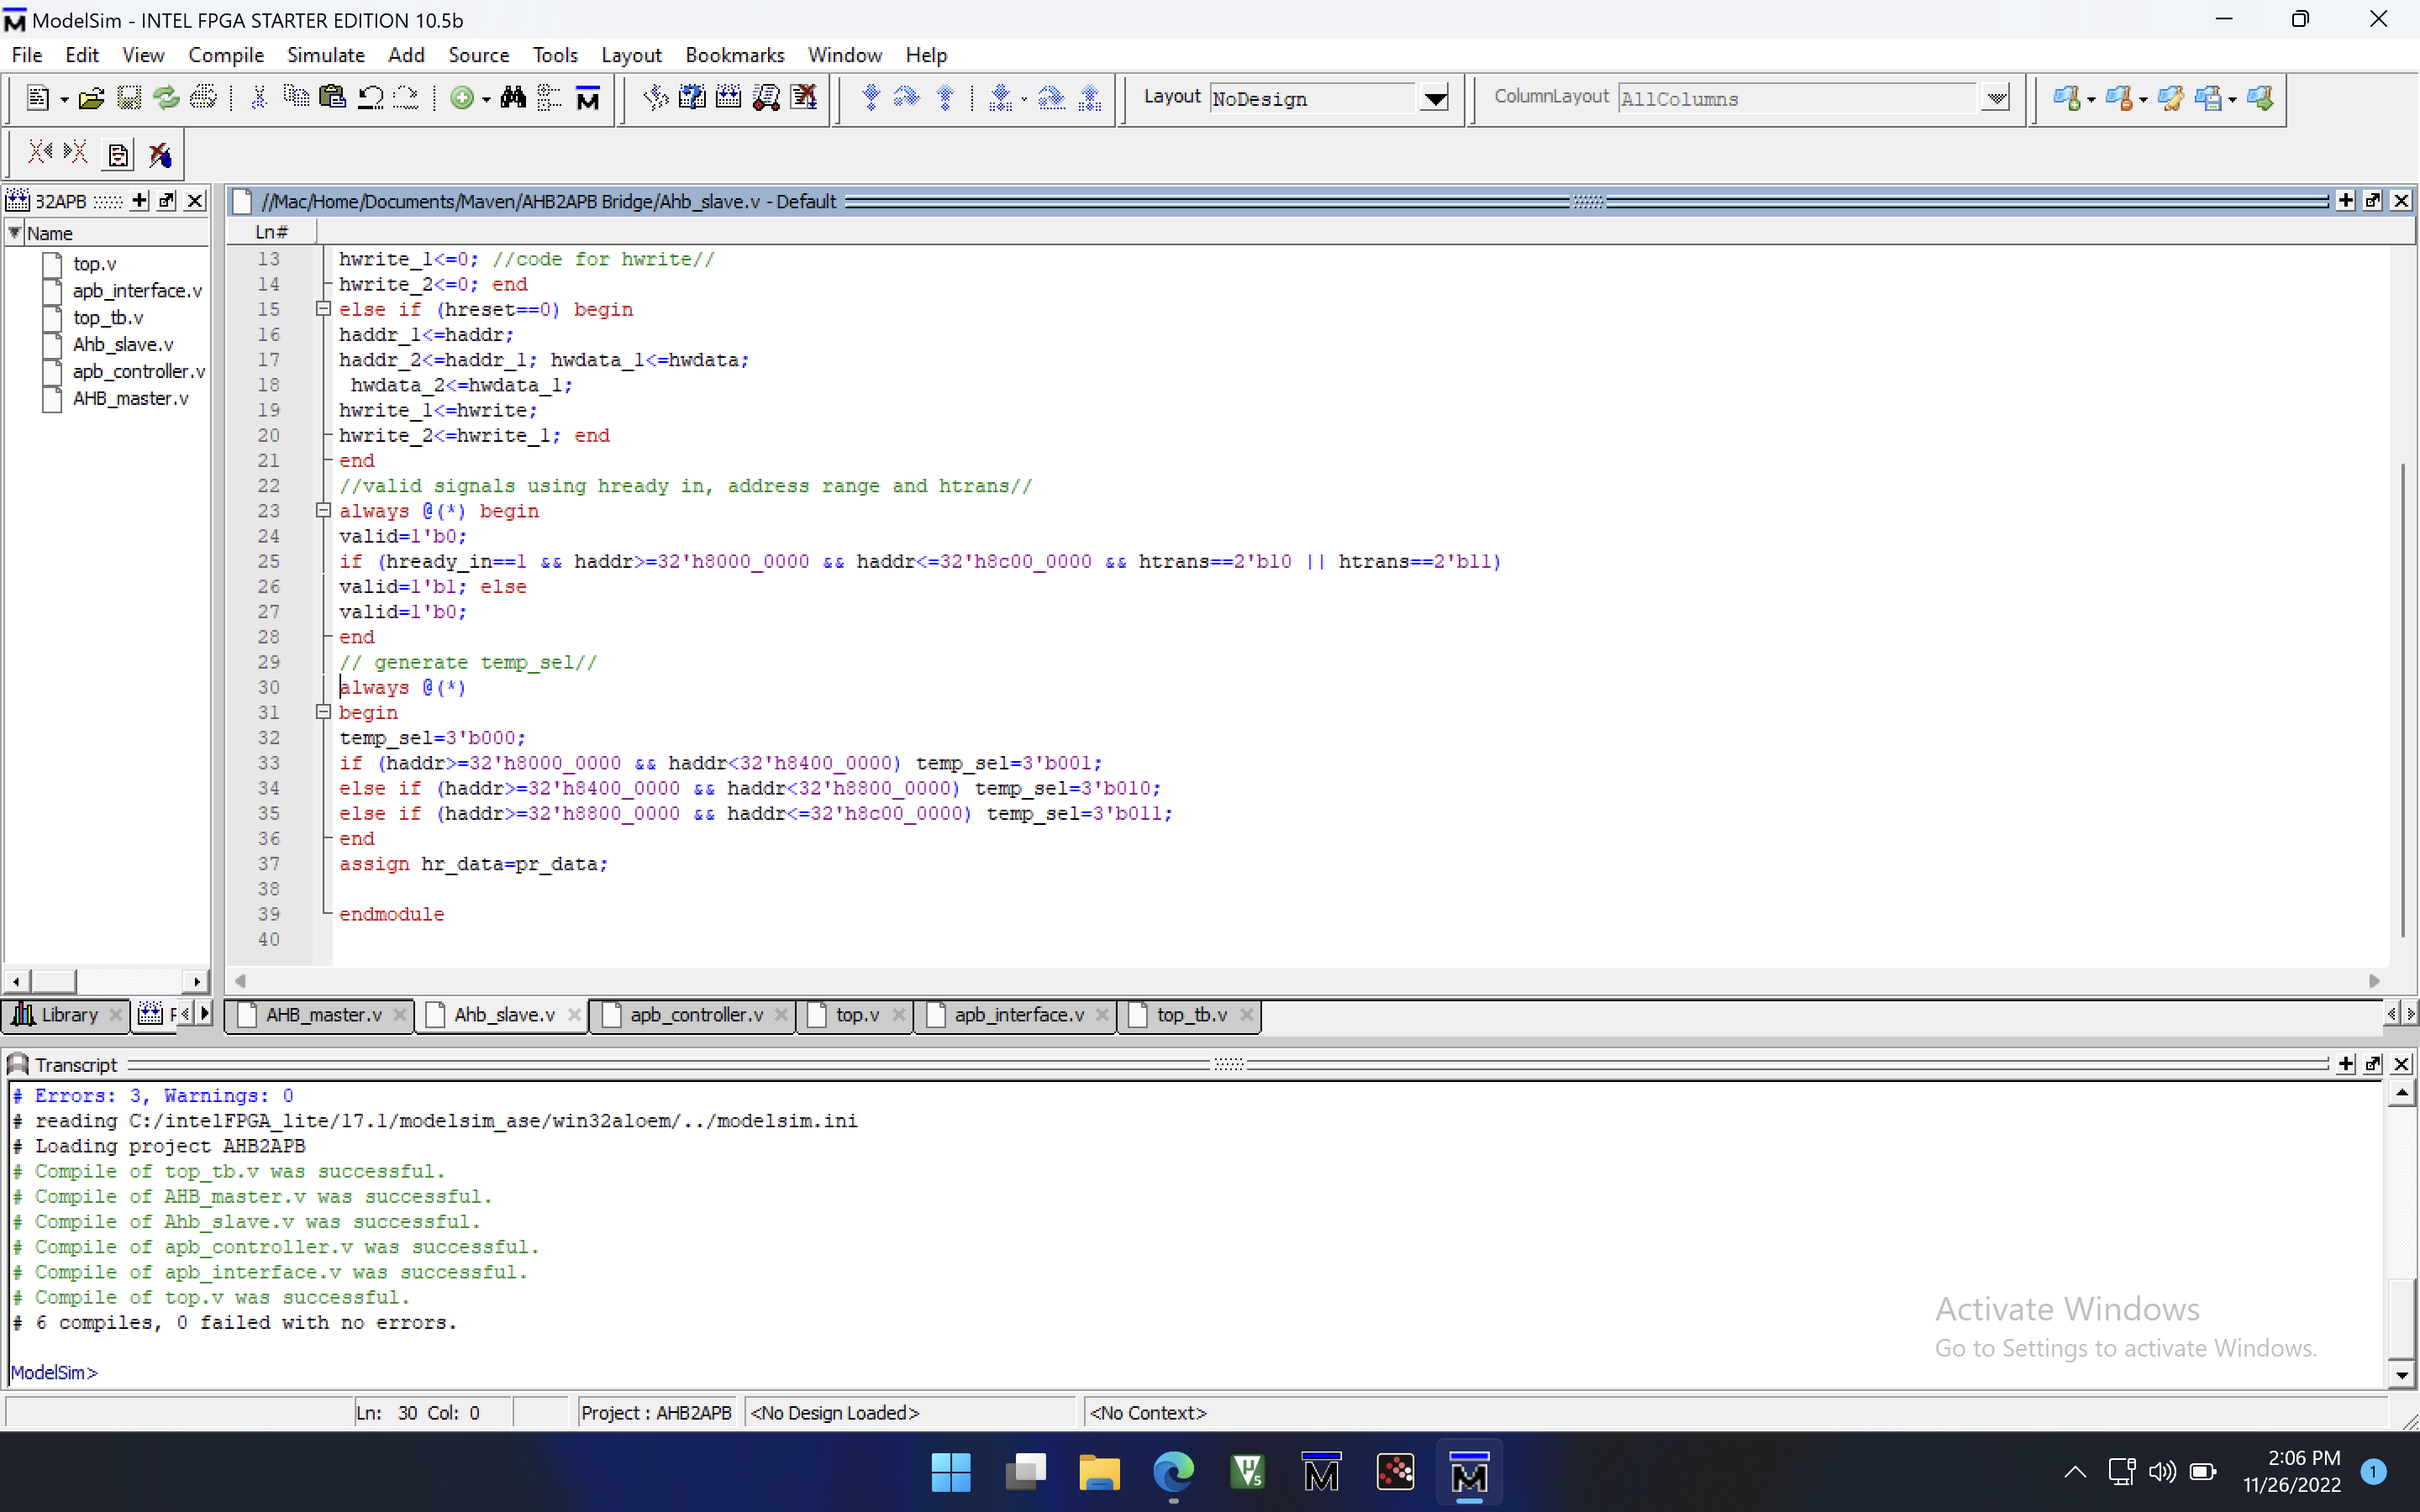 ModelSim - INTEL FPGA STARTER EDITION 10.5b
File Edit View Compile Simulate Add Source Tools Layout Bookmarks Window Help
Layout NoDesign ColumnLayout AllColumns
32APB
//Mac/Home/Documents/Maven/AHB2APB Bridge/Ahb_slave.v - Default
Name
top.v
apb_interface.v
top_tb.v
Ahb_slave.v
apb_controller.v
AHB_master.v
Ln#
13 hwrite_1<=0; //code for hwrite//
14 hwrite_2<=0; end
15 else if (hreset==0) begin
16 haddr_1<=haddr;
17 haddr_2<=haddr_1; hwdata_1<=hwdata;
18 hwdata_2<=hwdata_1;
19 hwrite_1<=hwrite;
20 hwrite_2<=hwrite_1; end
21 end
22 //valid signals using hready in, address range and htrans//
23 always @(*) begin
24 valid=1'b0;
25 if (hready_in==1 && haddr>=32'h8000_0000 && haddr<=32'h8c00_0000 && htrans==2'b10 || htrans==2'b11)
26 valid=1'b1; else
27 valid=1'b0;
28 end
29 // generate temp_sel//
30 always @(*)
31 begin
32 temp_sel=3'b000;
33 if (haddr>=32'h8000_0000 && haddr<32'h8400_0000) temp_sel=3'b001;
34 else if (haddr>=32'h8400_0000 && haddr<32'h8800_0000) temp_sel=3'b010;
35 else if (haddr>=32'h8800_0000 && haddr<=32'h8c00_0000) temp_sel=3'b011;
36 end
37 assign hr_data=pr_data;
38
39 endmodule
40
Library
AHB_master.v Ahb_slave.v apb_controller.v top.v apb_interface.v top_tb.v
Transcript
# Errors: 3, Warnings: 0
# reading C:/intelFPGA_lite/17.1/modelsim_ase/win32aloem/../modelsim.ini
# Loading project AHB2APB
# Compile of top_tb.v was successful.
# Compile of AHB_master.v was successful.
# Compile of Ahb_slave.v was successful.
# Compile of apb_controller.v was successful.
# Compile of apb_interface.v was successful.
# Compile of top.v was successful.
# 6 compiles, 0 failed with no errors.
ModelSim>
Activate Windows
Go to Settings to activate Windows.
Ln: 30 Col: 0 Project : AHB2APB <No Design Loaded> <No Context>
2:06 PM
11/26/2022
1